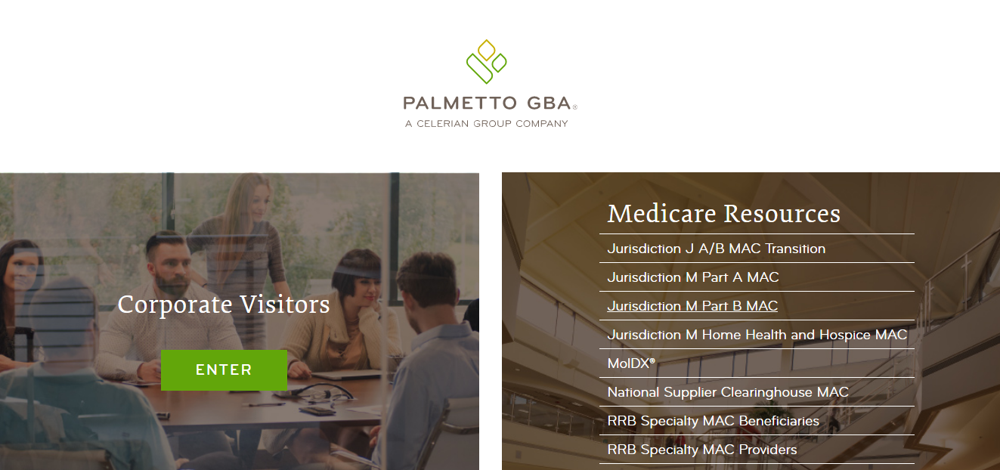 PALMETTO GBA®
A CELERIAN GROUP COMPANY
Corporate Visitors
ENTER
Medicare Resources
Jurisdiction J A/B MAC Transition
Jurisdiction M Part A MAC
Jurisdiction M Part B MAC
Jurisdiction M Home Health and Hospice MAC
MolDX®
National Supplier Clearinghouse MAC
RRB Specialty MAC Beneficiaries
RRB Specialty MAC Providers